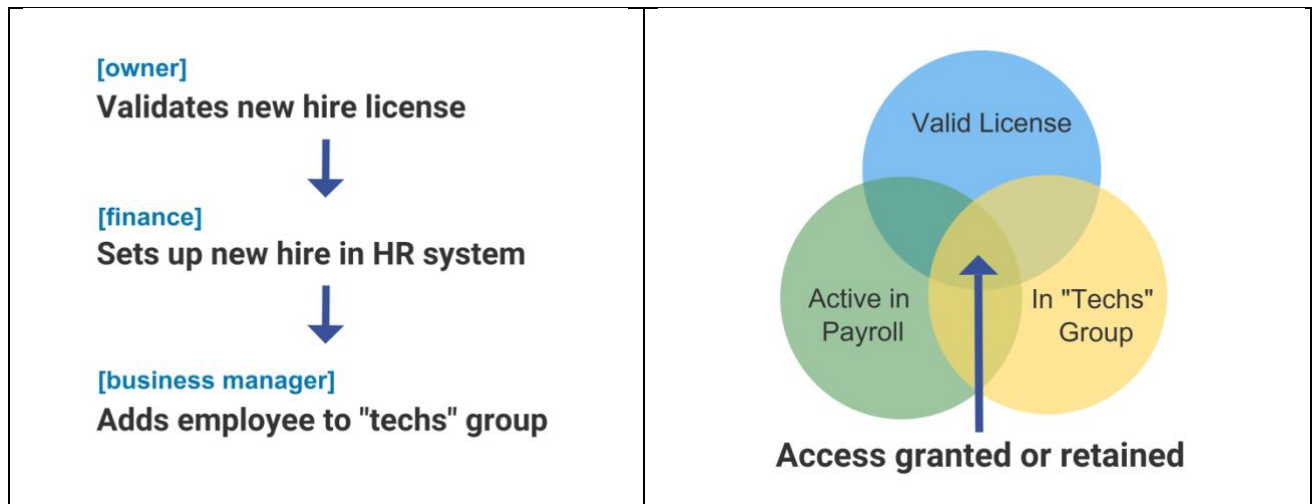 [owner]
Validates new hire license
[finance]
Sets up new hire in HR system
[business manager]
Adds employee to "techs" group
Valid License
Active in
Payroll
In "Techs"
Group
Access granted or retained